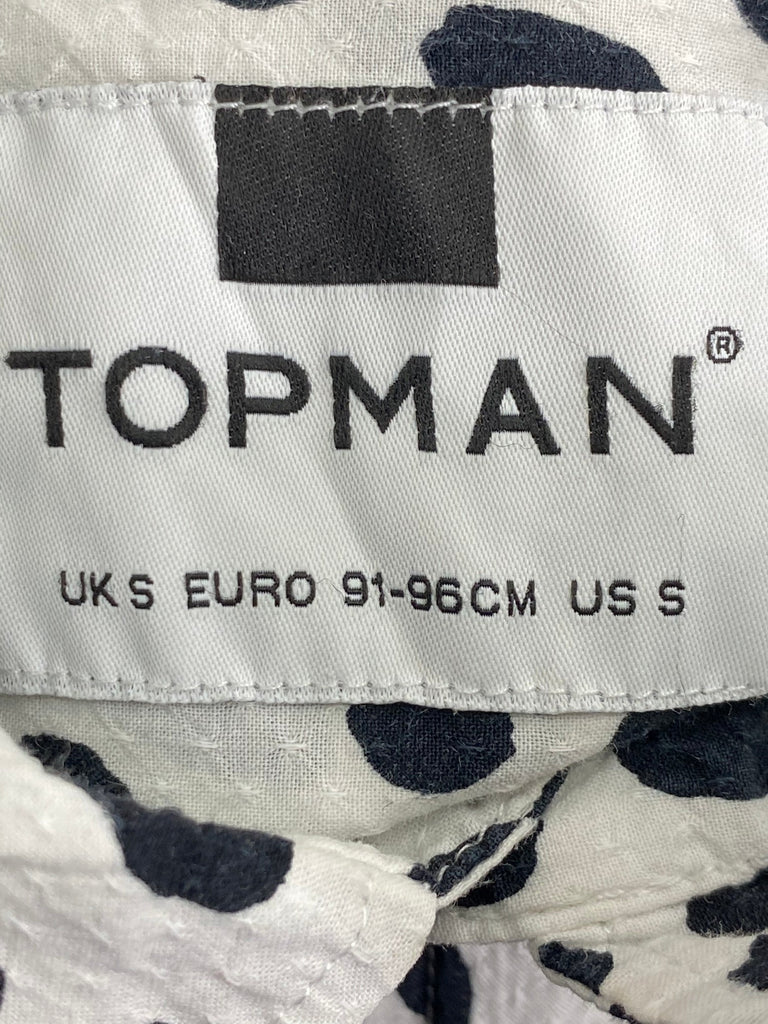 TOPMAN®
UK S EURO 91-96CM US S